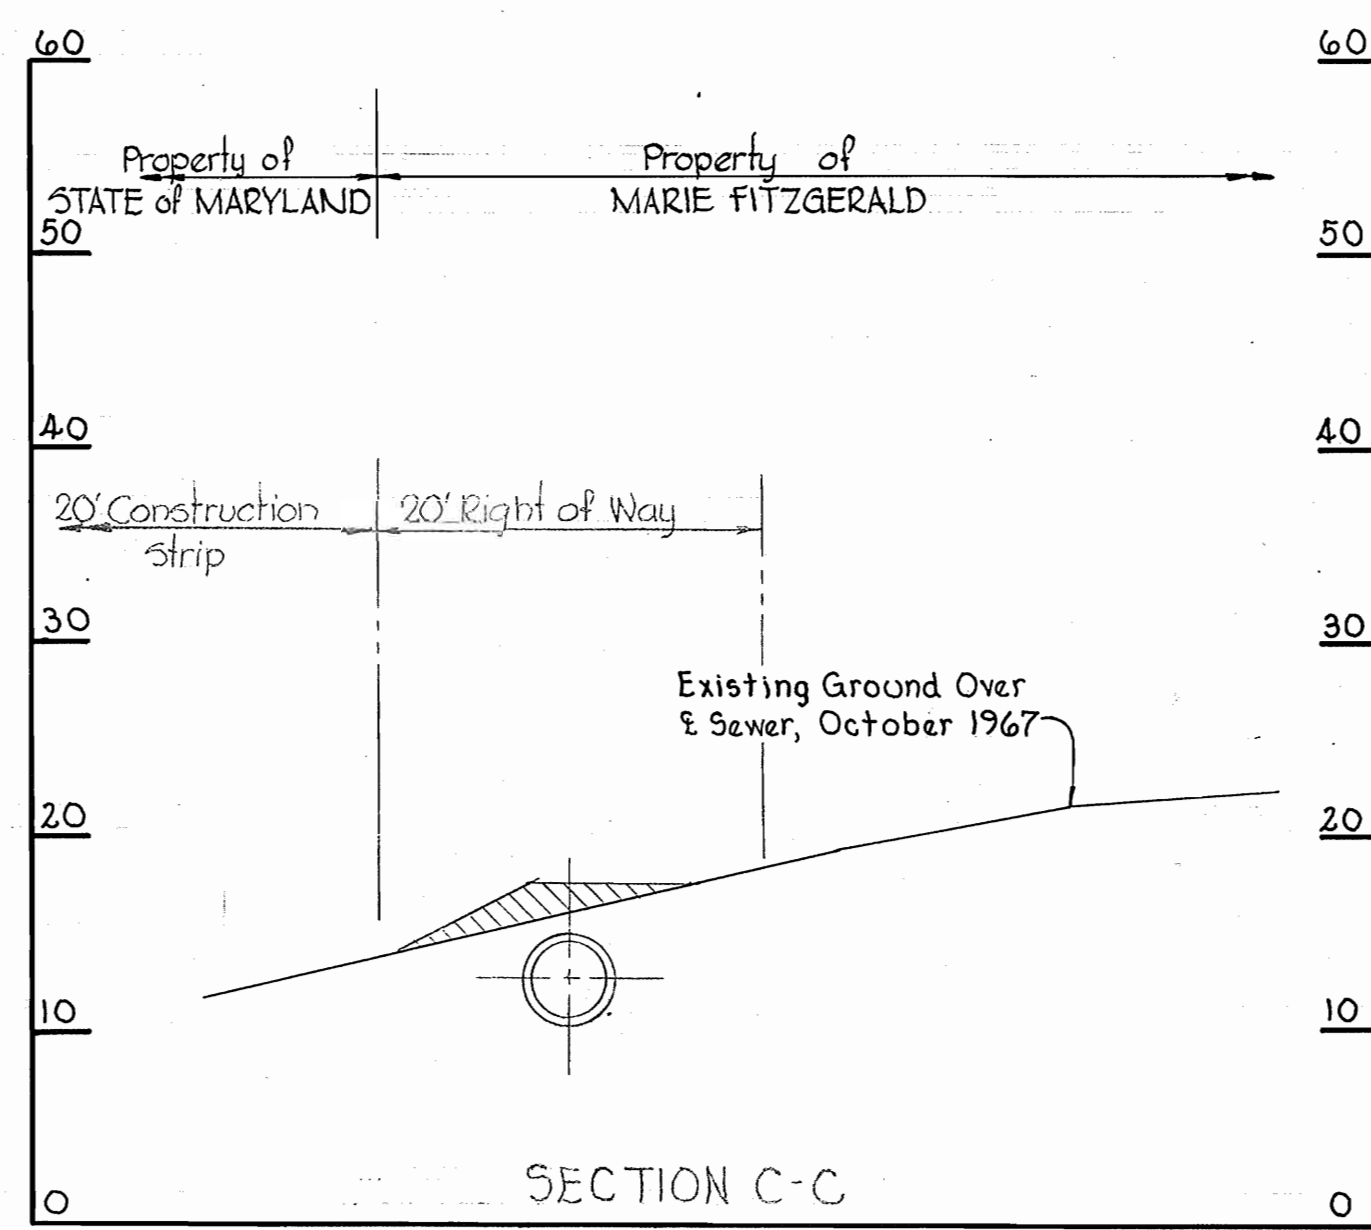 60 60
Property of Property of
STATE of MARYLAND MARIE FITZGERALD
50 50
40 40
20' Construction 20' Right of Way
Strip
30 30
Existing Ground Over
℄ Sewer, October 1967
20 20
10 10
SECTION C-C
0 0